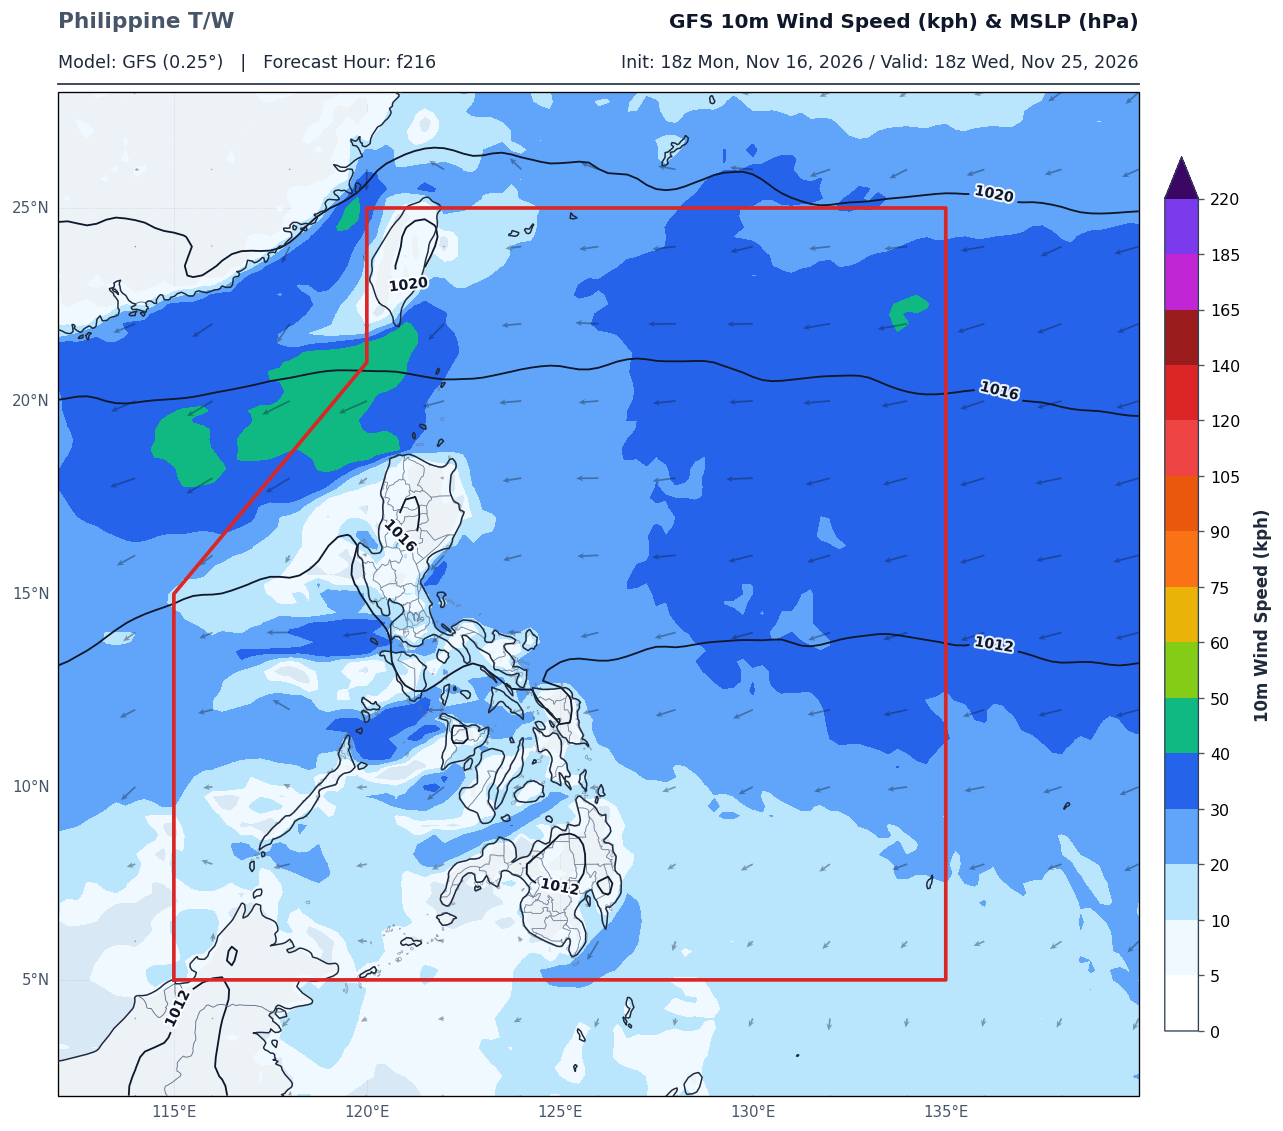 Philippine T/W
GFS 10m Wind Speed (kph) & MSLP (hPa)
Model: GFS (0.25°) | Forecast Hour: f216
Init: 18z Mon, Nov 16, 2026 / Valid: 18z Wed, Nov 25, 2026
25°N
20°N
15°N
10°N
5°N
115°E
120°E
125°E
130°E
135°E
1020
1020
1016
1016
1012
1012
1012
220
185
165
140
120
105
90
75
60
50
40
30
20
10
5
0
10m Wind Speed (kph)